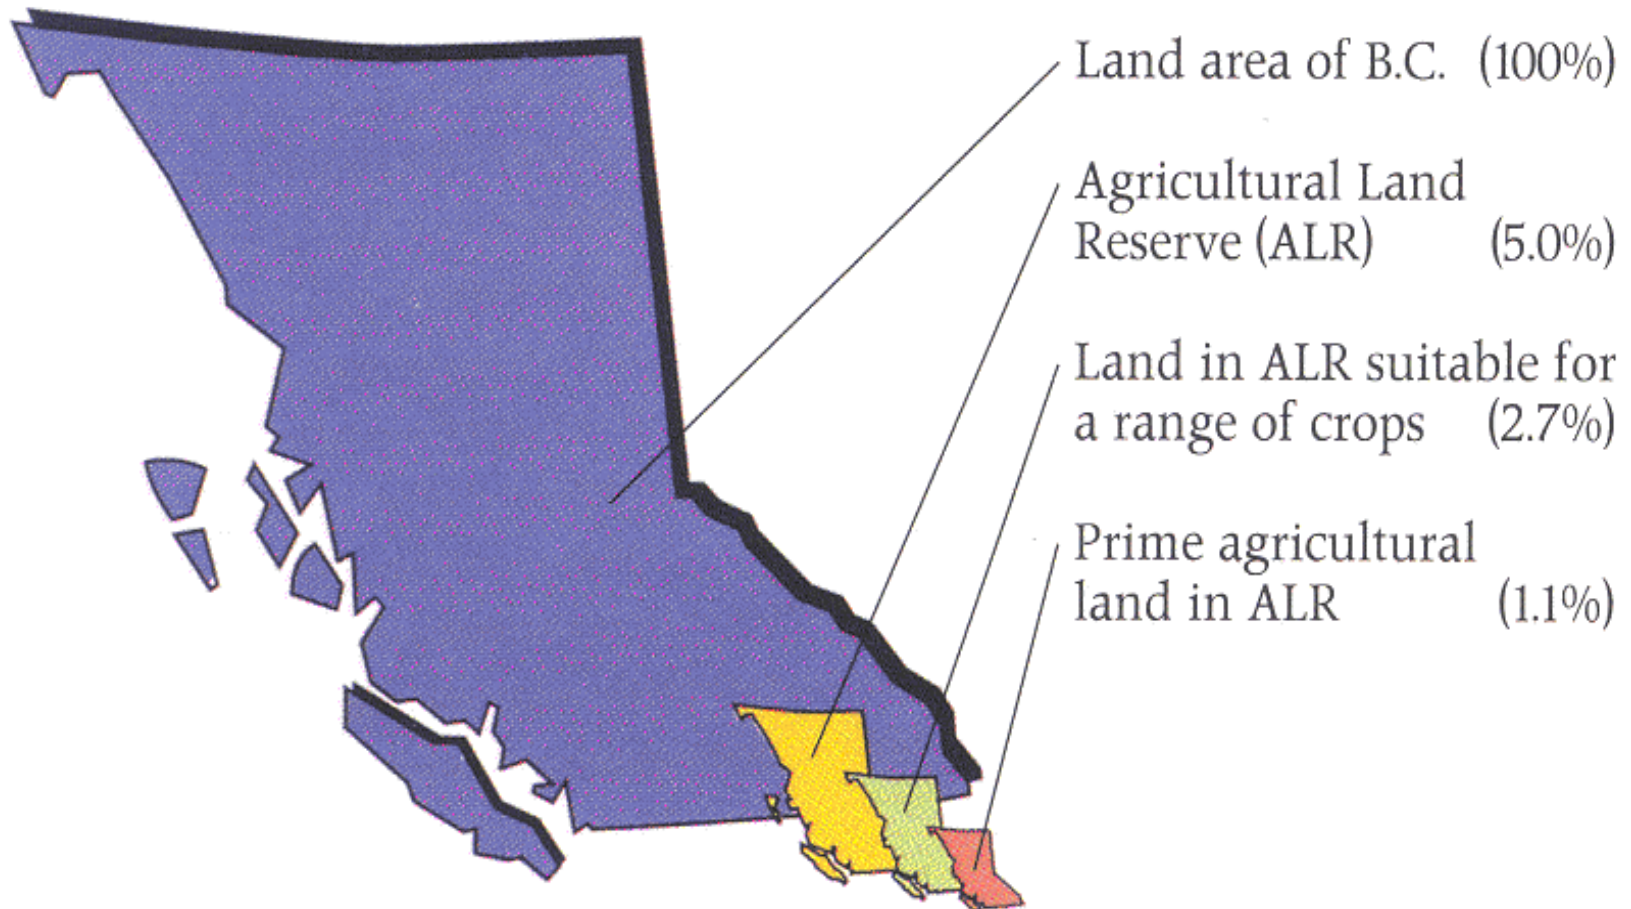 Land area of B.C. (100%)
Agricultural Land
Reserve (ALR) (5.0%)
Land in ALR suitable for
a range of crops (2.7%)
Prime agricultural
land in ALR (1.1%)